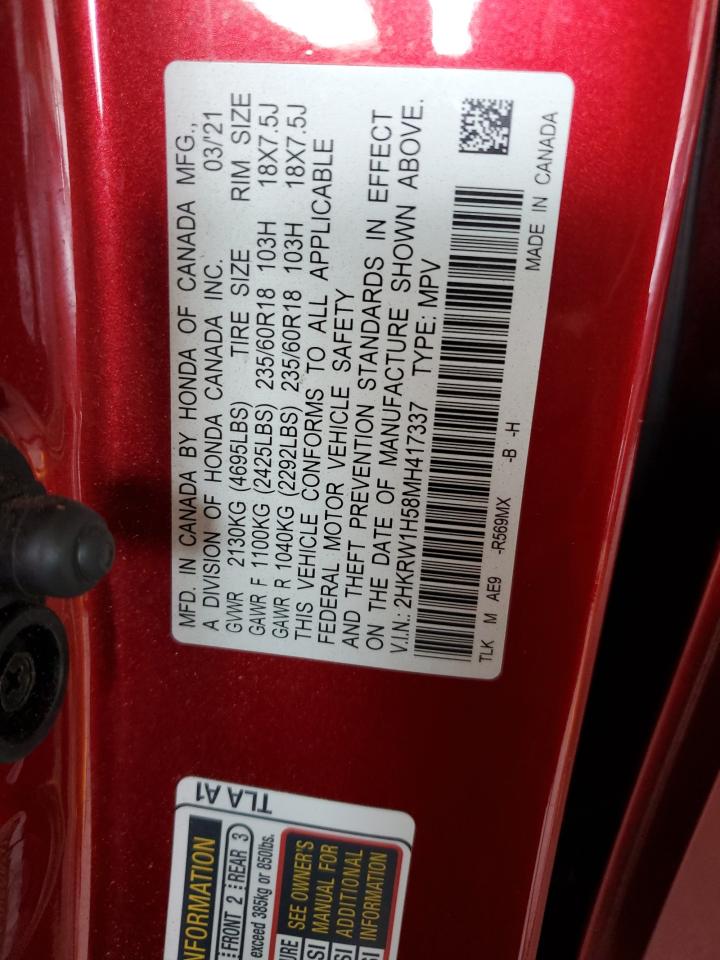 MFD. IN CANADA BY HONDA OF CANADA MFG.,
A DIVISION OF HONDA CANADA INC. 03/'21
GVWR 2130KG (4695LBS) TIRE SIZE RIM SIZE
GAWR F 1100KG (2425LBS) 235/60R18 103H 18X7.5J
GAWR R 1040KG (2292LBS) 235/60R18 103H 18X7.5J
THIS VEHICLE CONFORMS TO ALL APPLICABLE
FEDERAL MOTOR VEHICLE SAFETY
AND THEFT PREVENTION STANDARDS IN EFFECT
ON THE DATE OF MANUFACTURE SHOWN ABOVE.
V.I.N.: 2HKRW1H58MH417337 TYPE: MPV
TLK M AE9 -R569MX -B -H MADE IN CANADA
TLA A1
NFORMATION
FRONT 2 REAR 3
exceed 385kg or 850lbs.
SEE OWNER'S
MANUAL FOR
ADDITIONAL
INFORMATION